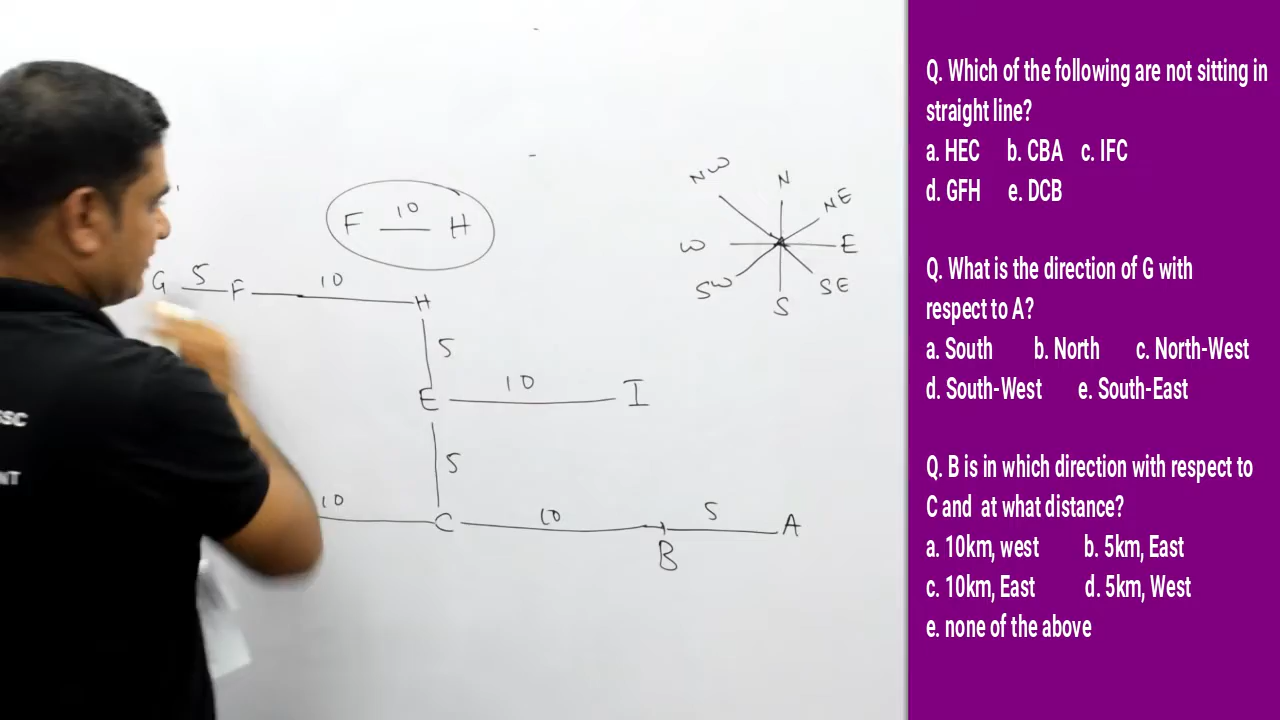 NW
N
NE
W
E
SW
S
SE
F 10 H
G 5 F 10 H
5
E 10 I
5
10 C 10 B 5 A
SC
NT
Q. Which of the following are not sitting in
straight line?
a. HEC b. CBA c. IFC
d. GFH e. DCB
Q. What is the direction of G with
respect to A?
a. South b. North c. North-West
d. South-West e. South-East
Q. B is in which direction with respect to
C and at what distance?
a. 10km, west b. 5km, East
c. 10km, East d. 5km, West
e. none of the above